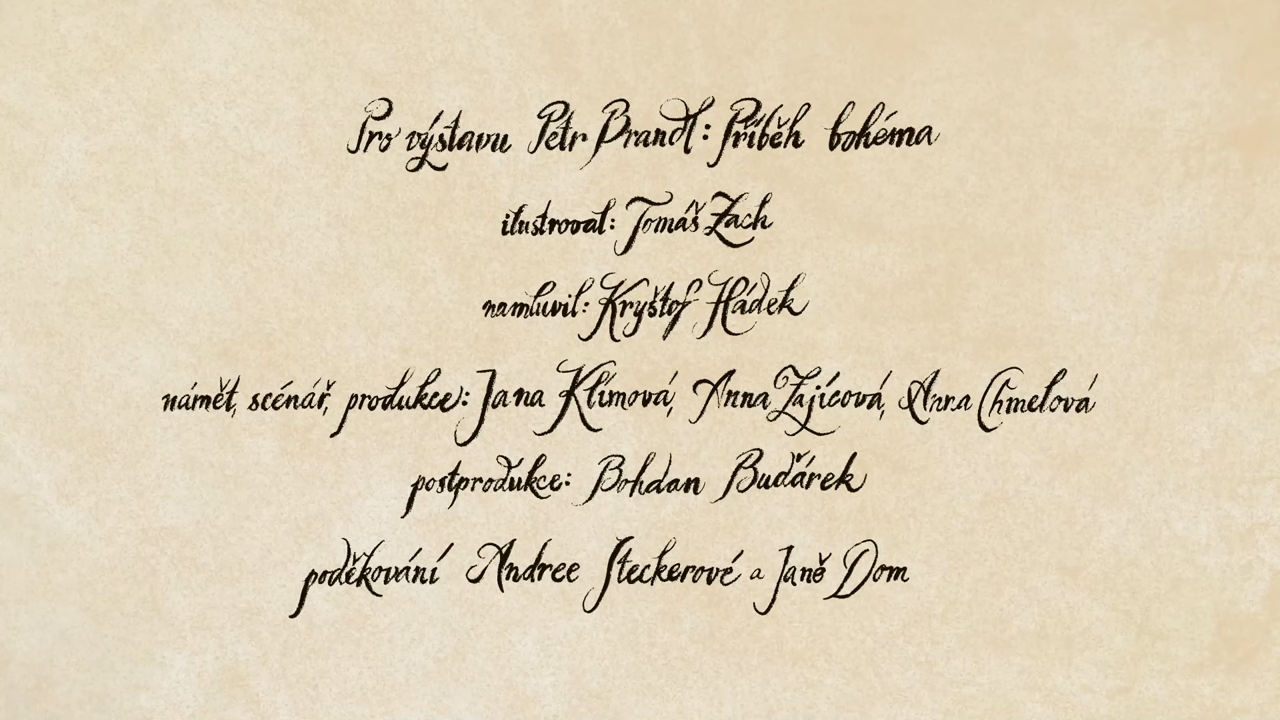 Pro výstavu Petr Brandl: Příběh bohéma
ilustroval: Tomáš Zach
namluvil: Kryštof Hádek
námět, scénář, produkce: Jana Klímová, Anna Zajícová, Anna Chmelová
postprodukce: Bohdan Buďárek
poděkování Andree Steckerové a Janě Dom